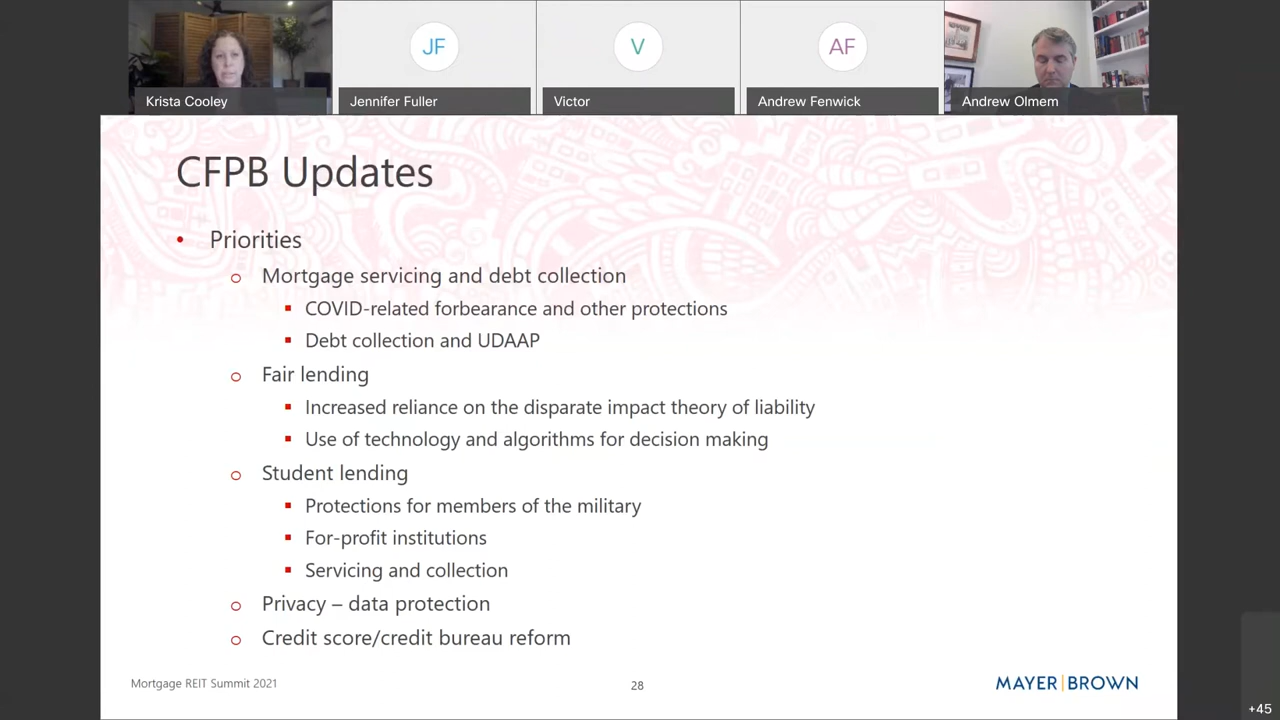 JF
V
AF
Krista Cooley
Jennifer Fuller
Victor
Andrew Fenwick
Andrew Olmem
CFPB Updates
• Priorities
o Mortgage servicing and debt collection
▪ COVID-related forbearance and other protections
▪ Debt collection and UDAAP
o Fair lending
▪ Increased reliance on the disparate impact theory of liability
▪ Use of technology and algorithms for decision making
o Student lending
▪ Protections for members of the military
▪ For-profit institutions
▪ Servicing and collection
o Privacy – data protection
o Credit score/credit bureau reform
Mortgage REIT Summit 2021
28
MAYER|BROWN
+45